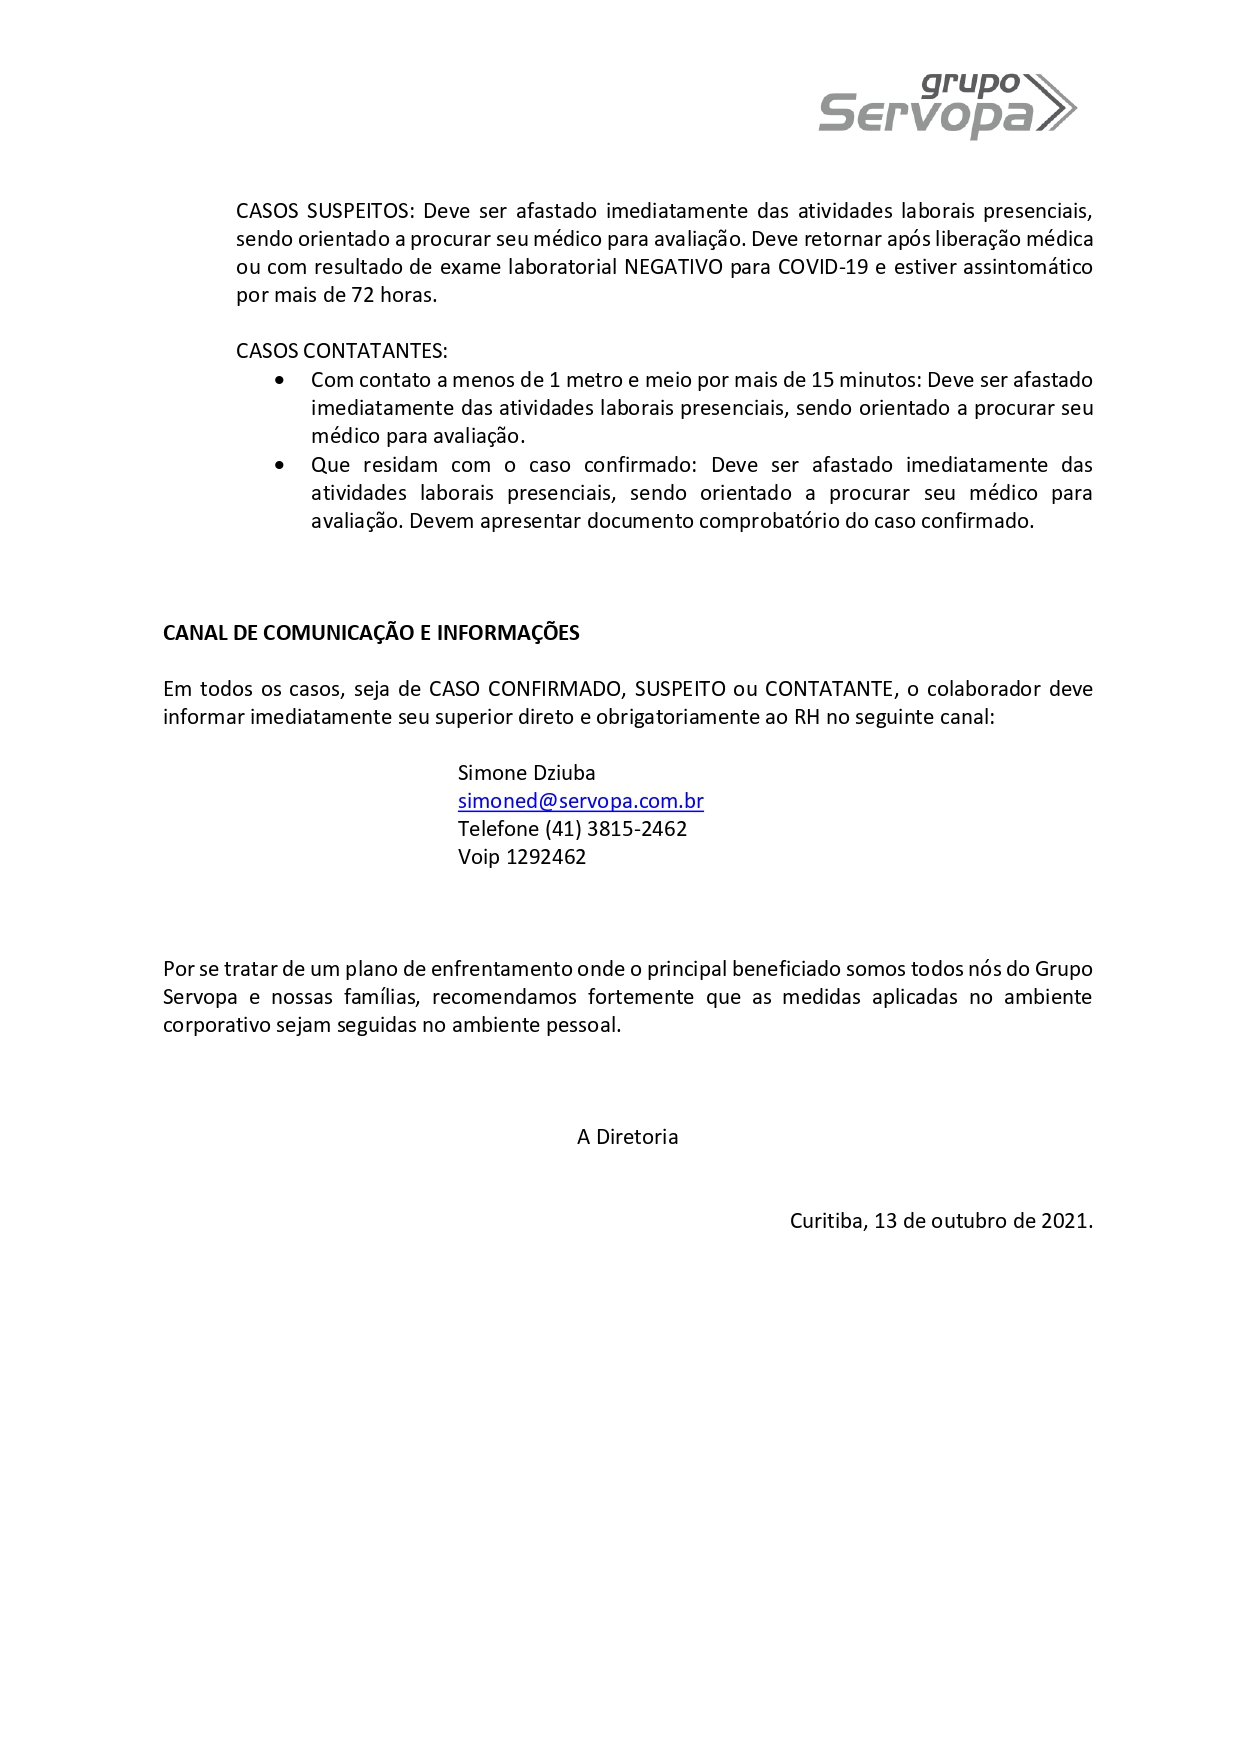 grupo
Servopa
CASOS SUSPEITOS: Deve ser afastado imediatamente das atividades laborais presenciais,
sendo orientado a procurar seu médico para avaliação. Deve retornar após liberação médica
ou com resultado de exame laboratorial NEGATIVO para COVID-19 e estiver assintomático
por mais de 72 horas.
CASOS CONTATANTES:
• Com contato a menos de 1 metro e meio por mais de 15 minutos: Deve ser afastado
imediatamente das atividades laborais presenciais, sendo orientado a procurar seu
médico para avaliação.
• Que residam com o caso confirmado: Deve ser afastado imediatamente das
atividades laborais presenciais, sendo orientado a procurar seu médico para
avaliação. Devem apresentar documento comprobatório do caso confirmado.
CANAL DE COMUNICAÇÃO E INFORMAÇÕES
Em todos os casos, seja de CASO CONFIRMADO, SUSPEITO ou CONTATANTE, o colaborador deve
informar imediatamente seu superior direto e obrigatoriamente ao RH no seguinte canal:
Simone Dziuba
simoned@servopa.com.br
Telefone (41) 3815-2462
Voip 1292462
Por se tratar de um plano de enfrentamento onde o principal beneficiado somos todos nós do Grupo
Servopa e nossas famílias, recomendamos fortemente que as medidas aplicadas no ambiente
corporativo sejam seguidas no ambiente pessoal.
A Diretoria
Curitiba, 13 de outubro de 2021.